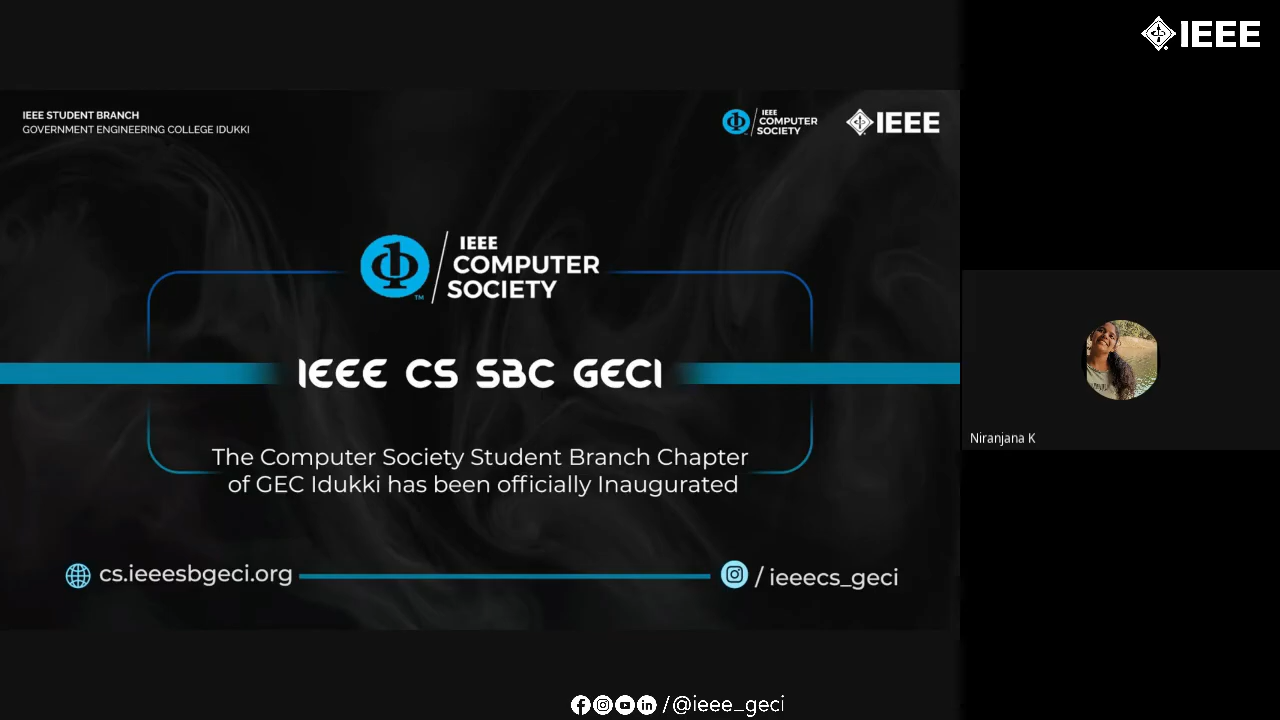 IEEE
IEEE STUDENT BRANCH
GOVERNMENT ENGINEERING COLLEGE IDUKKI
IEEE
COMPUTER
SOCIETY
IEEE
IEEE
COMPUTER
SOCIETY
TM
IEEE CS SBC GECI
The Computer Society Student Branch Chapter
of GEC Idukki has been officially Inaugurated
cs.ieeesbgeci.org
/ ieeecs_geci
Niranjana K
/@ieee_geci